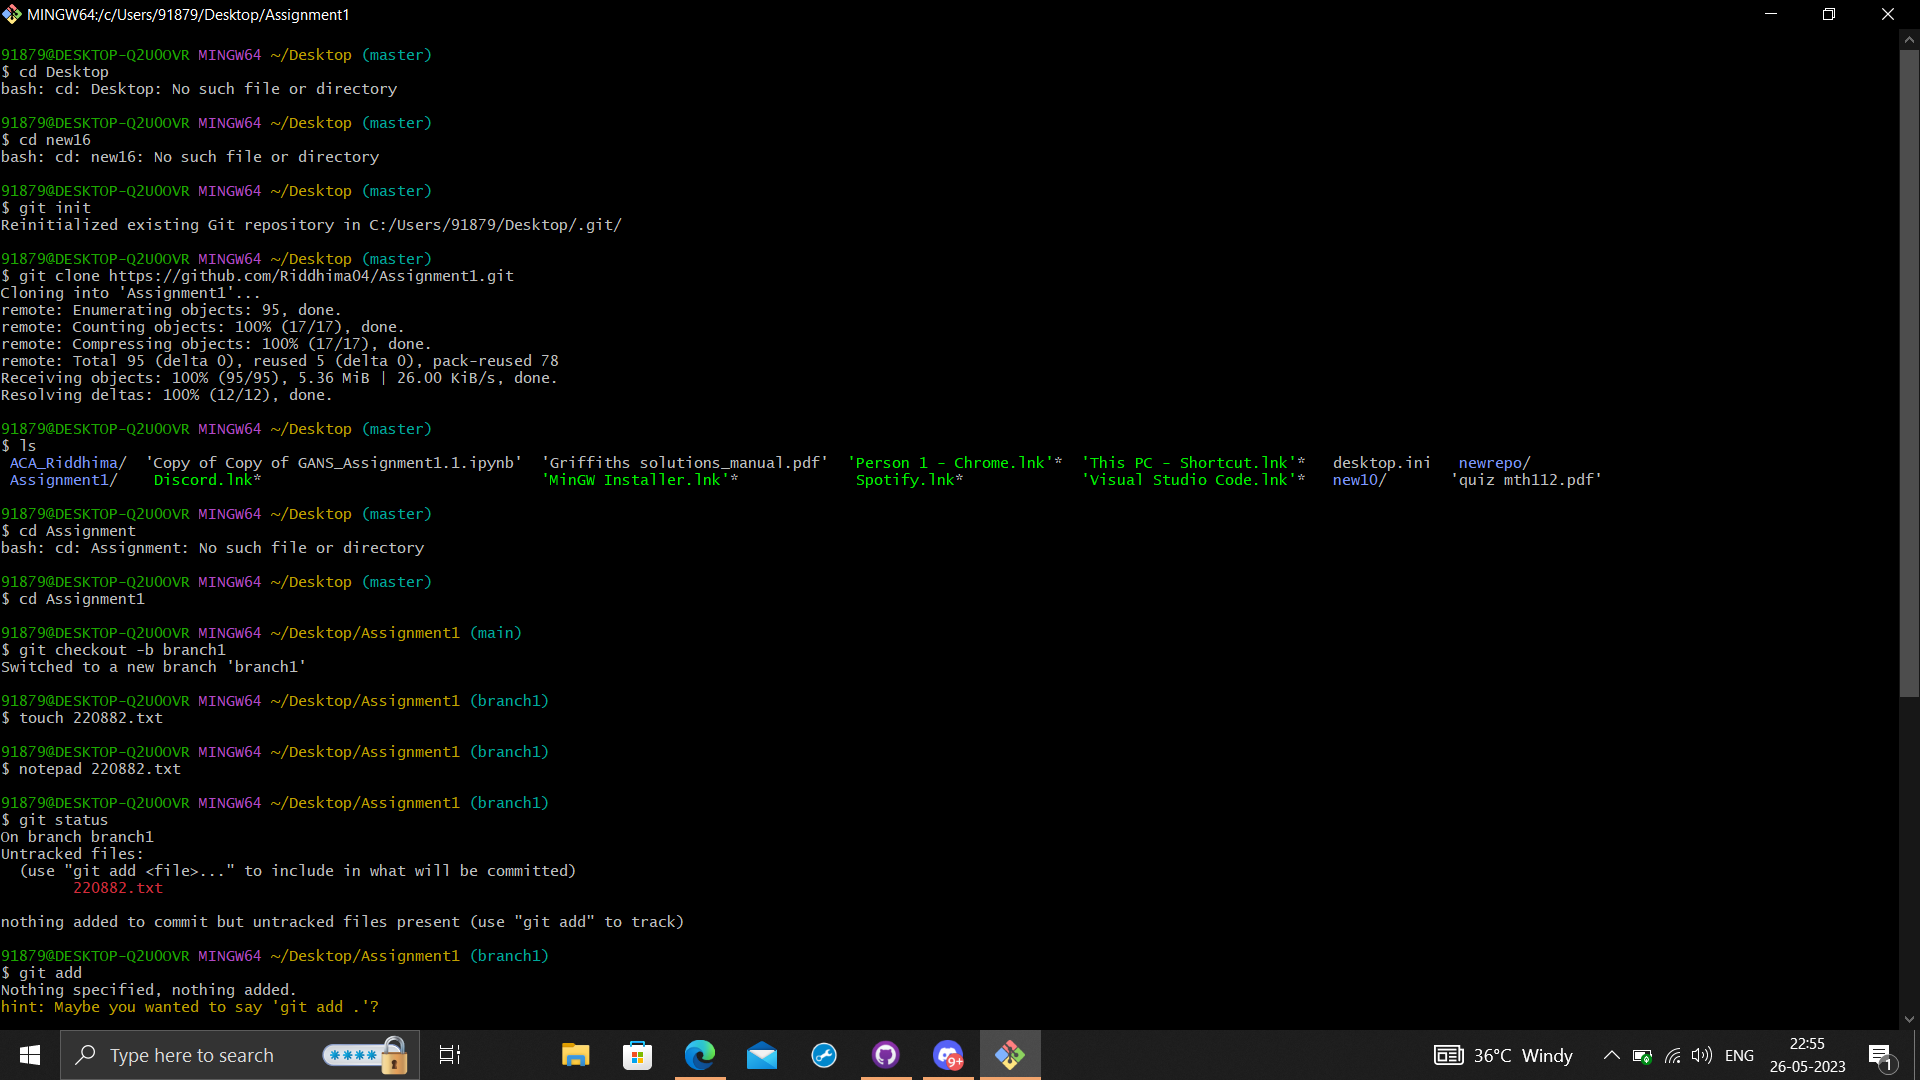 MINGW64:/c/Users/91879/Desktop/Assignment1
91879@DESKTOP-Q2UOOVR MINGW64 ~/Desktop (master)
$ cd Desktop
bash: cd: Desktop: No such file or directory
91879@DESKTOP-Q2UOOVR MINGW64 ~/Desktop (master)
$ cd new16
bash: cd: new16: No such file or directory
91879@DESKTOP-Q2UOOVR MINGW64 ~/Desktop (master)
$ git init
Reinitialized existing Git repository in C:/Users/91879/Desktop/.git/
91879@DESKTOP-Q2UOOVR MINGW64 ~/Desktop (master)
$ git clone https://github.com/Riddhima04/Assignment1.git
Cloning into 'Assignment1'...
remote: Enumerating objects: 95, done.
remote: Counting objects: 100% (17/17), done.
remote: Compressing objects: 100% (17/17), done.
remote: Total 95 (delta 0), reused 5 (delta 0), pack-reused 78
Receiving objects: 100% (95/95), 5.36 MiB | 26.00 KiB/s, done.
Resolving deltas: 100% (12/12), done.
91879@DESKTOP-Q2UOOVR MINGW64 ~/Desktop (master)
$ ls
ACA_Riddhima/ 'Copy of Copy of GANS_Assignment1.1.ipynb' 'Griffiths solutions_manual.pdf' 'Person 1 - Chrome.lnk'* 'This PC - Shortcut.lnk'* desktop.ini newrepo/
Assignment1/ Discord.lnk* 'MinGW Installer.lnk'* Spotify.lnk* 'Visual Studio Code.lnk'* new10/ 'quiz mth112.pdf'
91879@DESKTOP-Q2UOOVR MINGW64 ~/Desktop (master)
$ cd Assignment
bash: cd: Assignment: No such file or directory
91879@DESKTOP-Q2UOOVR MINGW64 ~/Desktop (master)
$ cd Assignment1
91879@DESKTOP-Q2UOOVR MINGW64 ~/Desktop/Assignment1 (main)
$ git checkout -b branch1
Switched to a new branch 'branch1'
91879@DESKTOP-Q2UOOVR MINGW64 ~/Desktop/Assignment1 (branch1)
$ touch 220882.txt
91879@DESKTOP-Q2UOOVR MINGW64 ~/Desktop/Assignment1 (branch1)
$ notepad 220882.txt
91879@DESKTOP-Q2UOOVR MINGW64 ~/Desktop/Assignment1 (branch1)
$ git status
On branch branch1
Untracked files:
(use "git add <file>..." to include in what will be committed)
220882.txt
nothing added to commit but untracked files present (use "git add" to track)
91879@DESKTOP-Q2UOOVR MINGW64 ~/Desktop/Assignment1 (branch1)
$ git add
Nothing specified, nothing added.
hint: Maybe you wanted to say 'git add .'?
Type here to search
****
9+
36°C Windy
ENG
22:55
26-05-2023
1